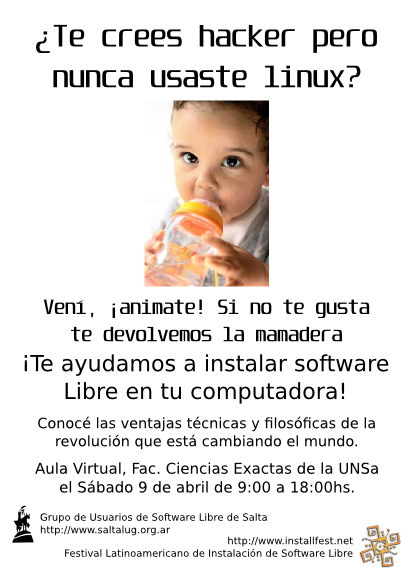 ¿Te crees hacker pero
nunca usaste linux?
Vení, ¡animate! Si no te gusta
te devolvemos la mamadera
¡Te ayudamos a instalar software
Libre en tu computadora!
Conocé las ventajas técnicas y filosóficas de la
revolución que está cambiando el mundo.
Aula Virtual, Fac. Ciencias Exactas de la UNSa
el Sábado 9 de abril de 9:00 a 18:00hs.
Grupo de Usuarios de Software Libre de Salta
http://www.saltalug.org.ar
http://www.installfest.net
Festival Latinoamericano de Instalación de Software Libre